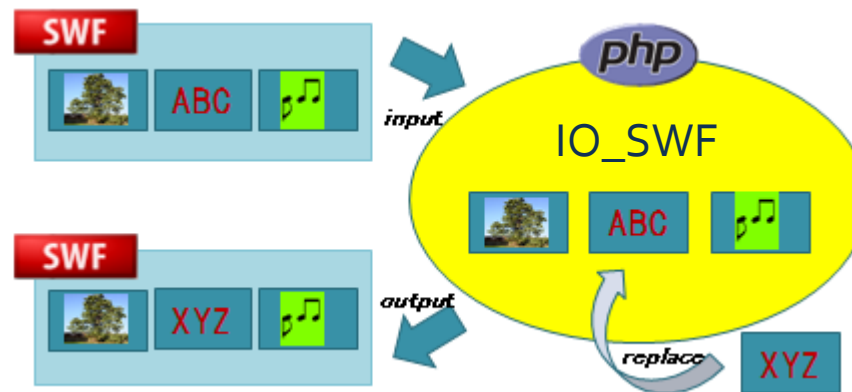 SWF
ABC
input
php
IO_SWF
ABC
SWF
XYZ
output
replace
XYZ